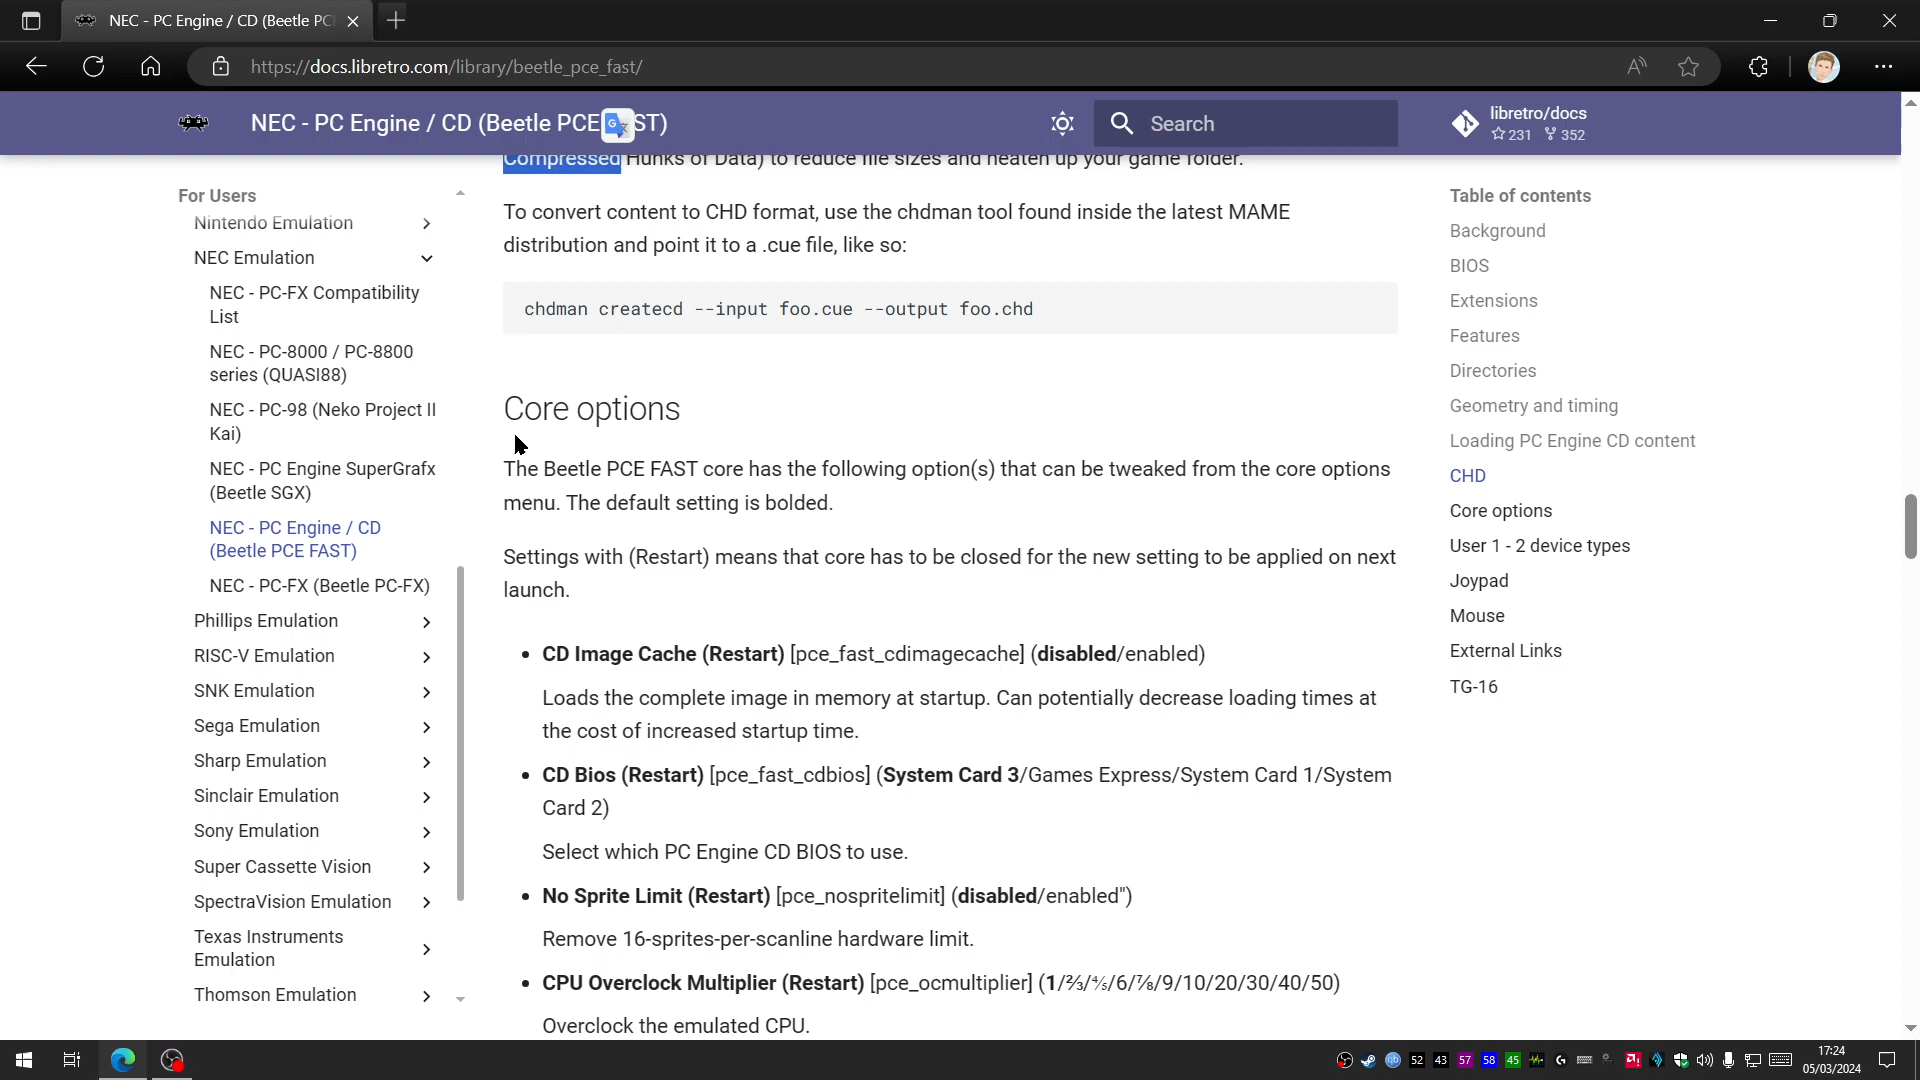 NEC - PC Engine / CD (Beetle PC
https://docs.libretro.com/library/beetle_pce_fast/
NEC - PC Engine / CD (Beetle PCE ST)
Search
libretro/docs
231 352
For Users
Nintendo Emulation
NEC Emulation
NEC - PC-FX Compatibility
List
NEC - PC-8000 / PC-8800
series (QUASI88)
NEC - PC-98 (Neko Project II
Kai)
NEC - PC Engine SuperGrafx
(Beetle SGX)
NEC - PC Engine / CD
(Beetle PCE FAST)
NEC - PC-FX (Beetle PC-FX)
Phillips Emulation
RISC-V Emulation
SNK Emulation
Sega Emulation
Sharp Emulation
Sinclair Emulation
Sony Emulation
Super Cassette Vision
SpectraVision Emulation
Texas Instruments
Emulation
Thomson Emulation
Compressed Hunks of Data) to reduce file sizes and neaten up your game folder.
To convert content to CHD format, use the chdman tool found inside the latest MAME
distribution and point it to a .cue file, like so:
chdman createcd --input foo.cue --output foo.chd
Core options
The Beetle PCE FAST core has the following option(s) that can be tweaked from the core options
menu. The default setting is bolded.
Settings with (Restart) means that core has to be closed for the new setting to be applied on next
launch.
• CD Image Cache (Restart) [pce_fast_cdimagecache] (disabled/enabled)
Loads the complete image in memory at startup. Can potentially decrease loading times at
the cost of increased startup time.
• CD Bios (Restart) [pce_fast_cdbios] (System Card 3/Games Express/System Card 1/System
Card 2)
Select which PC Engine CD BIOS to use.
• No Sprite Limit (Restart) [pce_nospritelimit] (disabled/enabled")
Remove 16-sprites-per-scanline hardware limit.
• CPU Overclock Multiplier (Restart) [pce_ocmultiplier] (1/⅔/⅘/6/⅞/9/10/20/30/40/50)
Overclock the emulated CPU.
Table of contents
Background
BIOS
Extensions
Features
Directories
Geometry and timing
Loading PC Engine CD content
CHD
Core options
User 1 - 2 device types
Joypad
Mouse
External Links
TG-16
52 43 57 58 45
17:24
05/03/2024